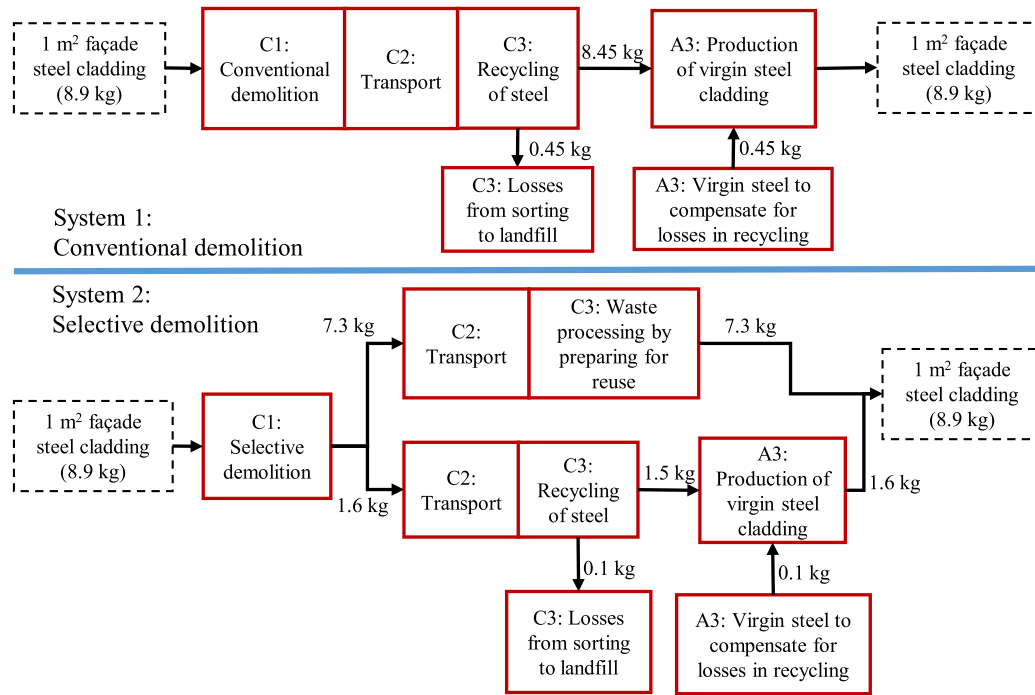 1 m² façade
steel cladding
(8.9 kg)
C1:
Conventional
demolition
C2:
Transport
C3:
Recycling
of steel
8.45 kg
A3: Production
of virgin steel
cladding
1 m² façade
steel cladding
(8.9 kg)
0.45 kg
0.45 kg
C3: Losses
from sorting
to landfill
A3: Virgin steel to
compensate for
losses in recycling
System 1:
Conventional demolition
System 2:
Selective demolition
7.3 kg
C2:
Transport
C3: Waste
processing by
preparing for
reuse
7.3 kg
1 m² façade
steel cladding
(8.9 kg)
1 m² façade
steel cladding
(8.9 kg)
C1:
Selective
demolition
1.6 kg
C2:
Transport
C3:
Recycling
of steel
1.5 kg
A3:
Production of
virgin steel
cladding
1.6 kg
0.1 kg
0.1 kg
C3: Losses
from sorting
to landfill
A3: Virgin steel to
compensate for
losses in recycling